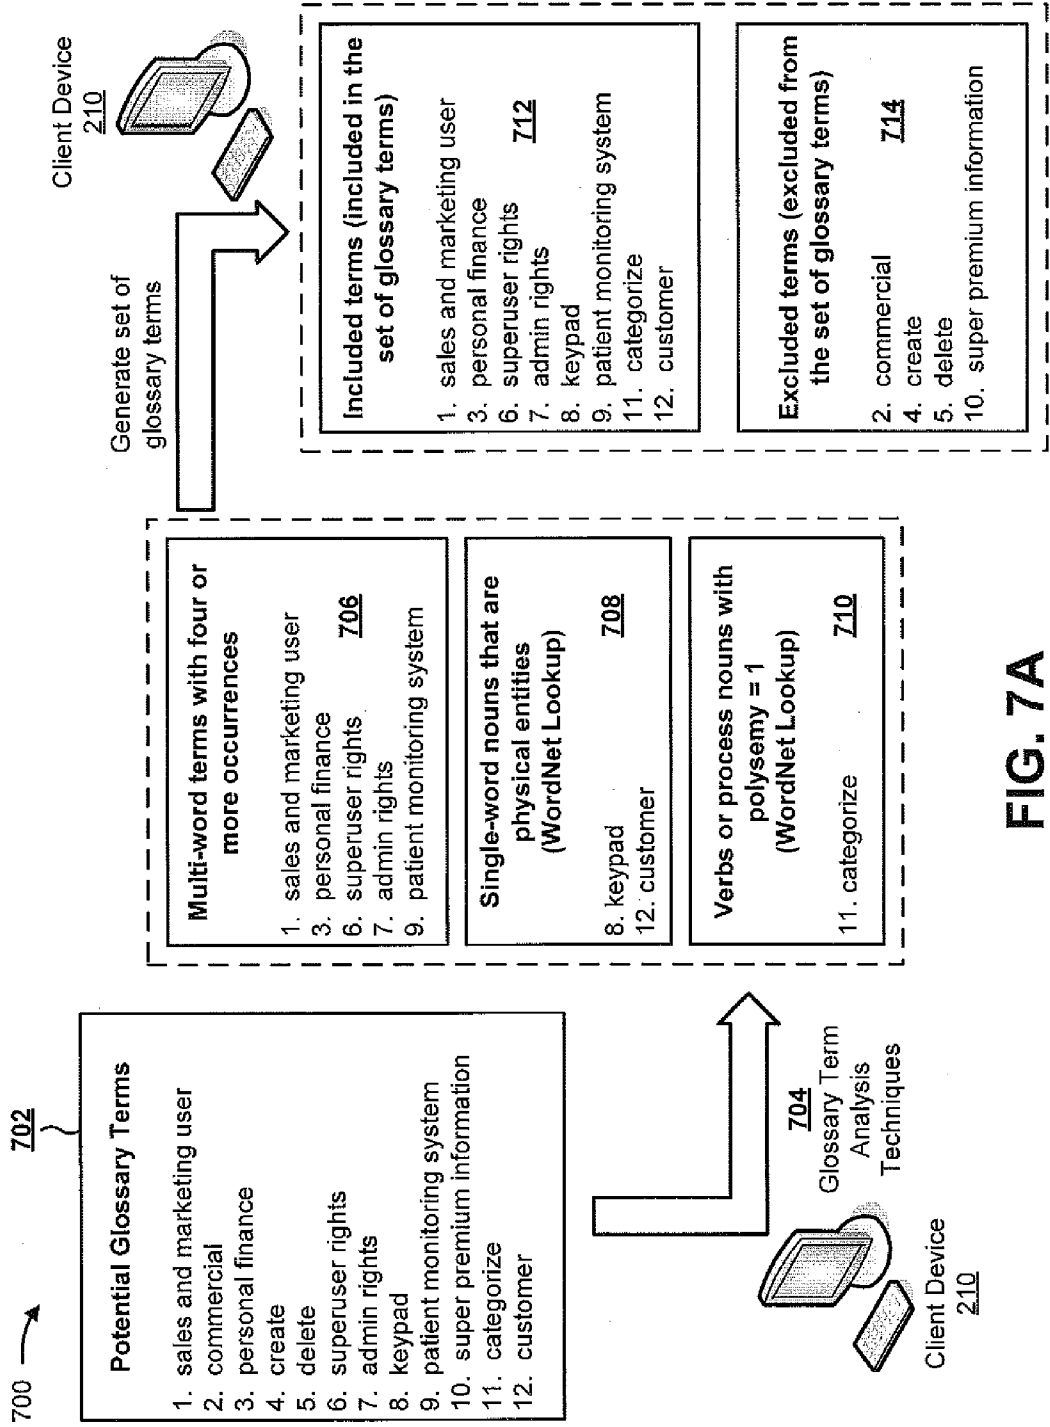 700
702
Potential Glossary Terms
1. sales and marketing user
2. commercial
3. personal finance
4. create
5. delete
6. superuser rights
7. admin rights
8. keypad
9. patient monitoring system
10. super premium information
11. categorize
12. customer
Client Device
210
704
Glossary Term
Analysis
Techniques
Multi-word terms with four or
more occurrences
1. sales and marketing user
3. personal finance
6. superuser rights
7. admin rights
9. patient monitoring system
706
Single-word nouns that are
physical entities
(WordNet Lookup)
8. keypad
12. customer
708
Verbs or process nouns with
polysemy = 1
(WordNet Lookup)
11. categorize
710
Generate set of
glossary terms
Client Device
210
Included terms (included in the
set of glossary terms)
1. sales and marketing user
3. personal finance
6. superuser rights
7. admin rights
8. keypad
9. patient monitoring system
11. categorize
12. customer
712
Excluded terms (excluded from
the set of glossary terms)
2. commercial
4. create
5. delete
10. super premium information
714
FIG. 7A